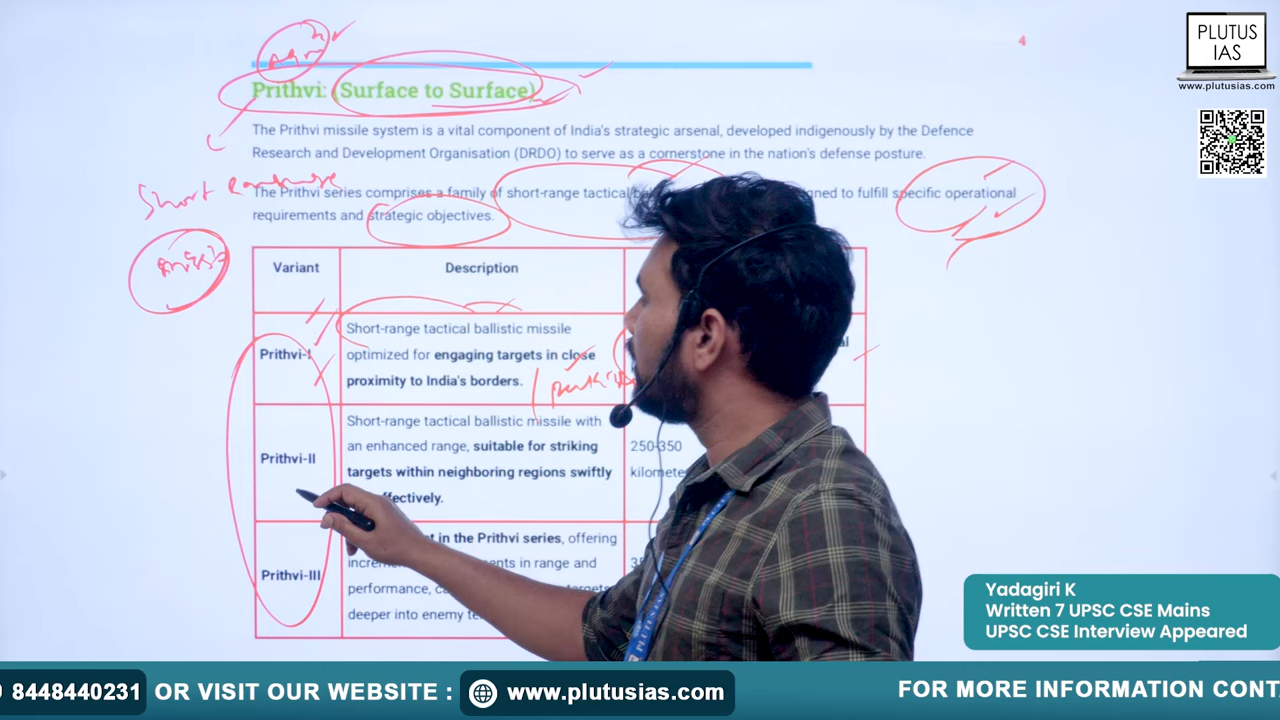 PLUTUS
IAS
www.plutusias.com
4
Prithvi: (Surface to Surface)
The Prithvi missile system is a vital component of India's strategic arsenal, developed indigenously by the Defence
Research and Development Organisation (DRDO) to serve as a cornerstone in the nation's defense posture.
Short
The Prithvi series comprises a family of short-range tactical to fulfill specific operational
requirements and strategic objectives.
Variant
Description
Prithvi-I
Short-range tactical ballistic missile
optimized for engaging targets in close
proximity to India's borders.
Prithvi-II
Short-range tactical ballistic missile with
an enhanced range, suitable for striking
targets within neighboring regions swiftly
effectively.
250-350
Prithvi-III
in the Prithvi series, offering
in range and
performance,
deeper into enemy
Yadagiri K
Written 7 UPSC CSE Mains
UPSC CSE Interview Appeared
8448440231 OR VISIT OUR WEBSITE : www.plutusias.com FOR MORE INFORMATION CONT